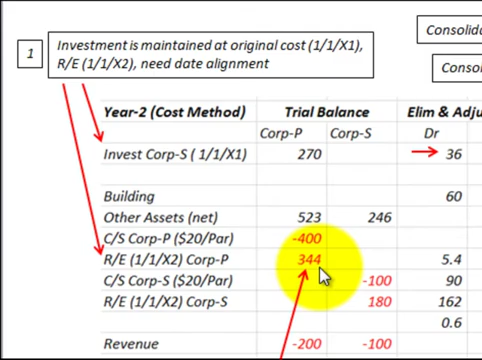 Consolida
1
Investment is maintained at original cost (1/1/X1),
R/E (1/1/X2), need date alignment
Consol
Year-2 (Cost Method) Trial Balance Elim & Adju
Corp-P Corp-S Dr
Invest Corp-S ( 1/1/X1) 270 36
Building 60
Other Assets (net) 523 246
C/S Corp-P ($20/Par) -400
R/E (1/1/X2) Corp-P 344 5.4
C/S Corp-S ($20/Par) -100 90
R/E (1/1/X2) Corp-S 180 162
0.6
Revenue -200 -100